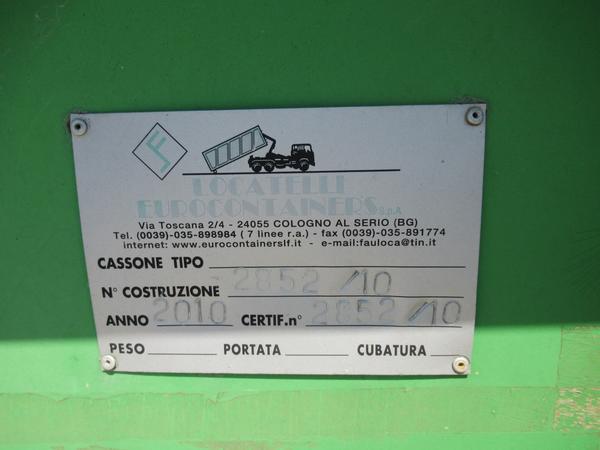 LF
LOCATELLI
EUROCONTAINERS S.p.A.
Via Toscana 2/4 - 24055 COLOGNO AL SERIO (BG)
Tel. (0039)-035-898984 ( 7 linee r.a.) - fax (0039)-035-891774
internet: www.eurocontainerslf.it - e-mail:fauloca@tin.it
CASSONE TIPO
N° COSTRUZIONE 2852/10
ANNO 2010 CERTIF.n° 2852/10
PESO PORTATA CUBATURA